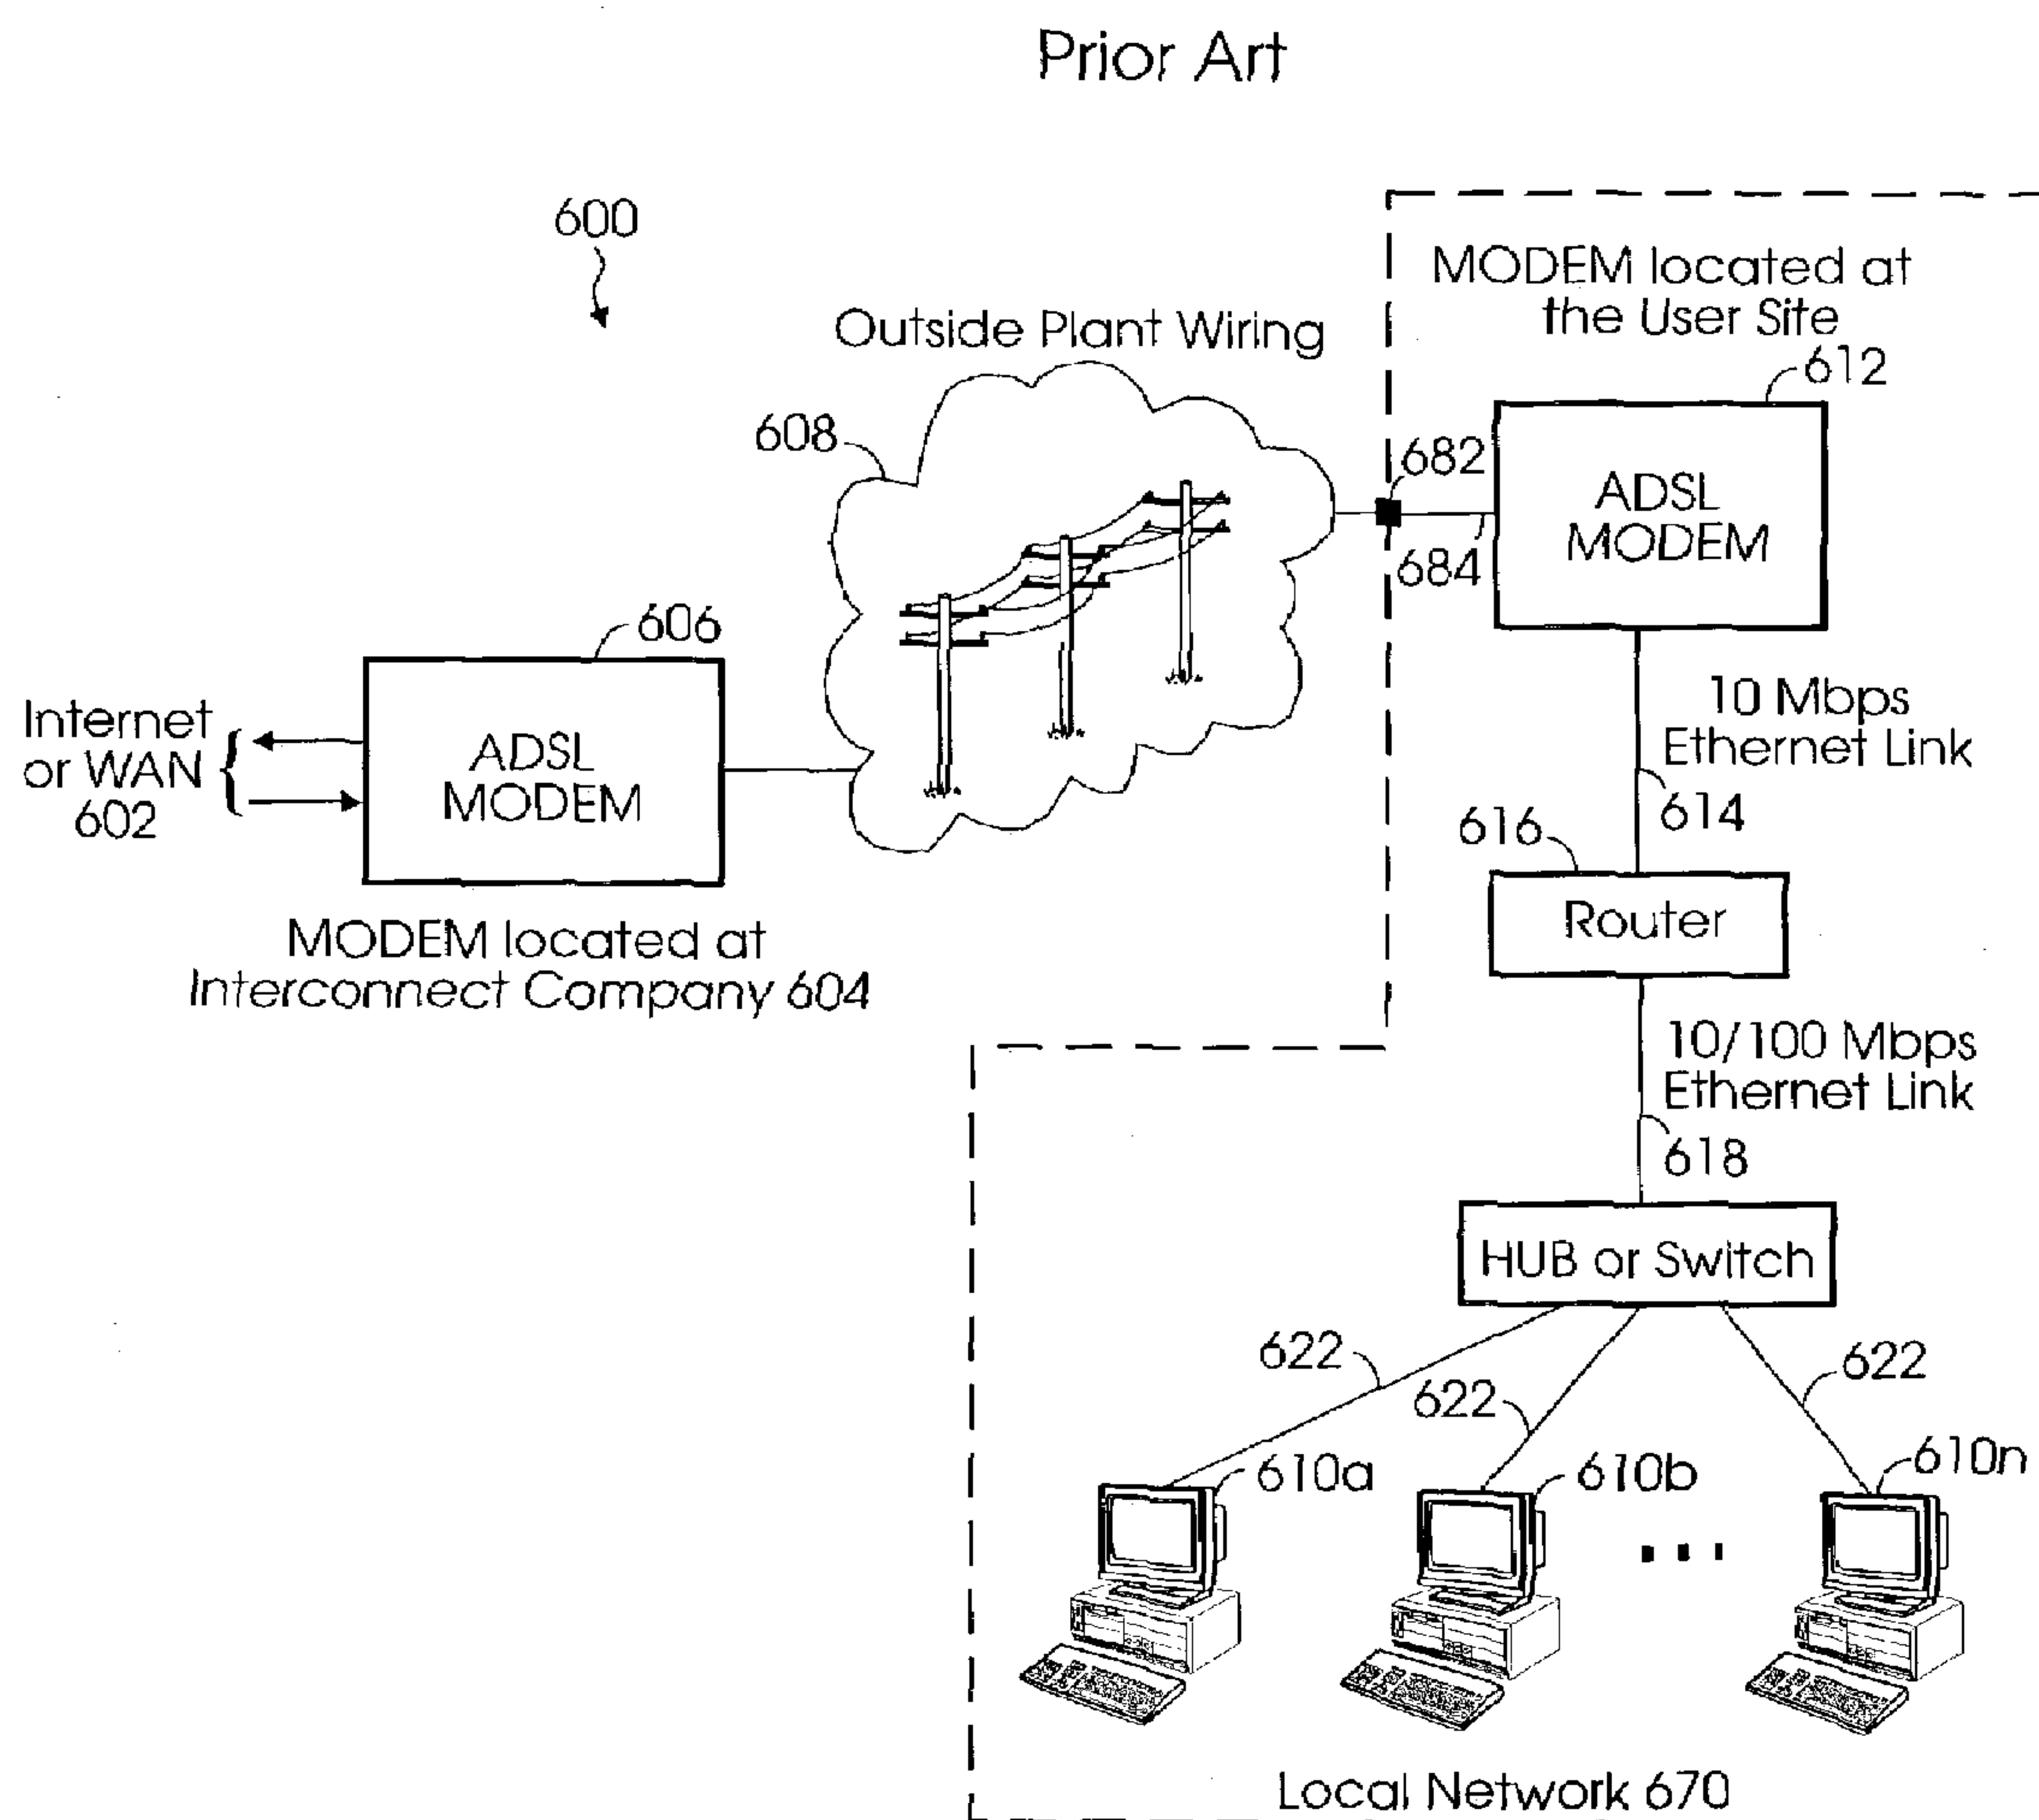 Prior Art
600
MODEM located at
the User Site
612
Outside Plant Wiring
608
682
ADSL
MODEM
684
606
Internet
or WAN
602
ADSL
MODEM
10 Mbps
Ethernet Link
614
616
Router
MODEM located at
Interconnect Company 604
10/100 Mbps
Ethernet Link
618
HUB or Switch
622
622
622
610a
610b
610n
Local Network 670